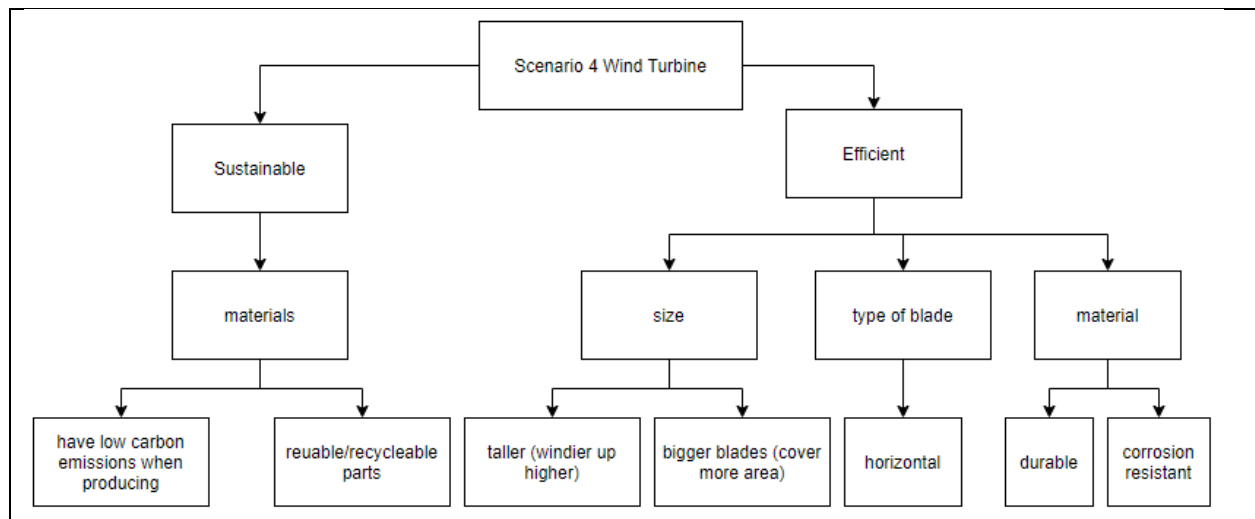 Scenario 4 Wind Turbine
Sustainable
Efficient
materials
size
type of blade
material
have low carbon
emissions when
producing
reuable/recycleable
parts
taller (windier up
higher)
bigger blades (cover
more area)
horizontal
durable
corrosion
resistant